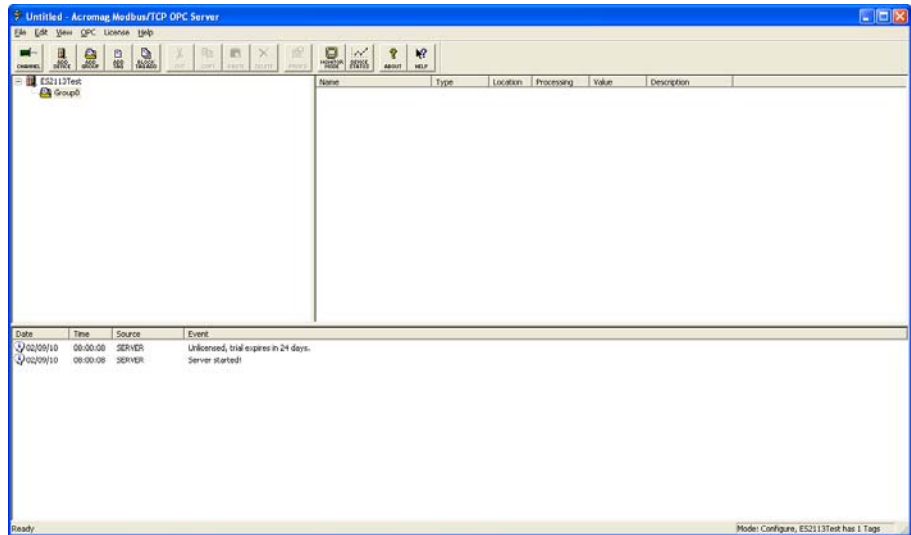 Untitled - Acromag Modbus/TCP OPC Server
File Edit View OPC License Help
CHANNEL ADD DEVICE ADD GROUP ADD TAG BLOCK TAG ADD CUT COPY PASTE DELETE PROPS MONITOR MODE DEVICE STATUS ABOUT HELP
ES2113Test
Group0
Name Type Location Processing Value Description
Date Time Source Event
02/09/10 08:00:08 SERVER Unlicensed, trial expires in 24 days.
02/09/10 08:00:08 SERVER Server started!
Ready Mode: Configure, ES2113Test has 1 Tags